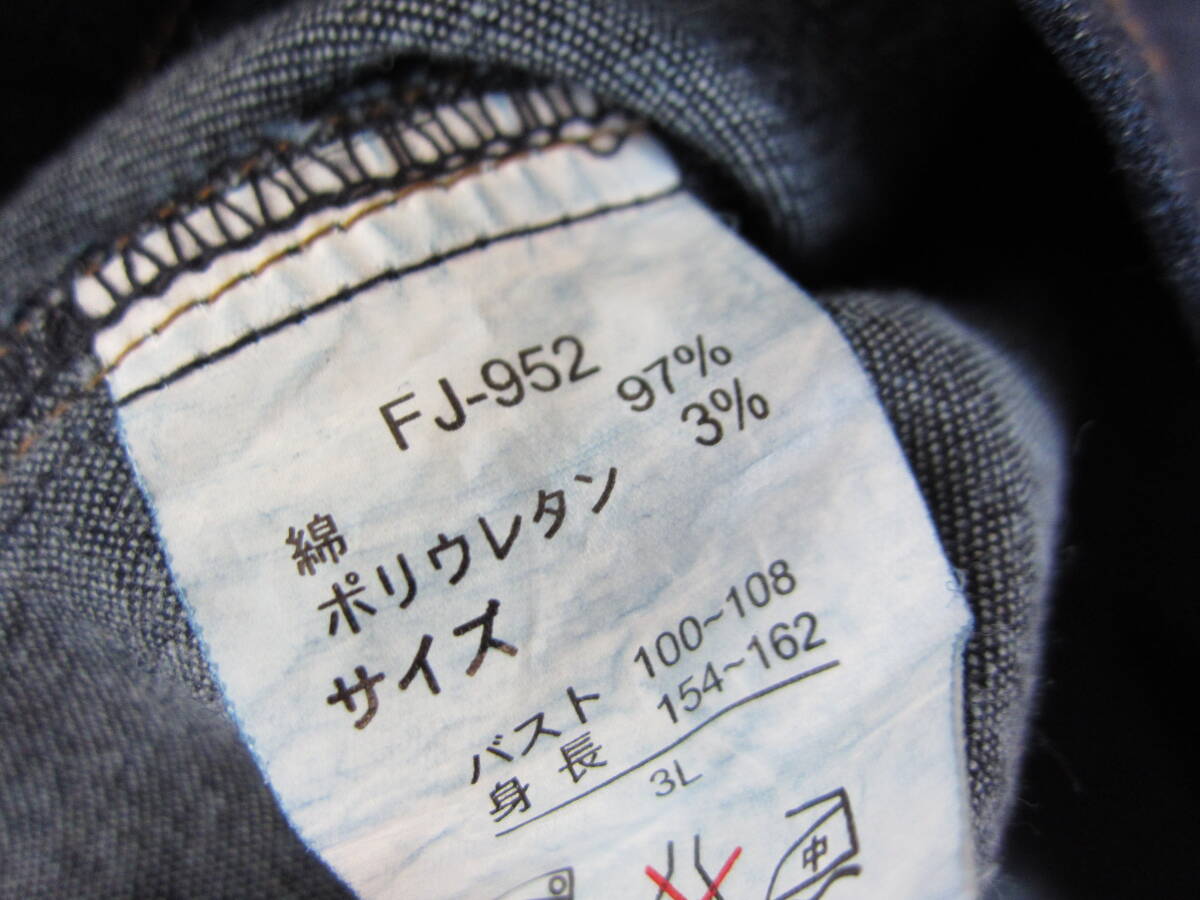 FJ-952
綿 97%
ポリウレタン 3%
サイズ
バスト 100~108
身長 154~162
3L
中